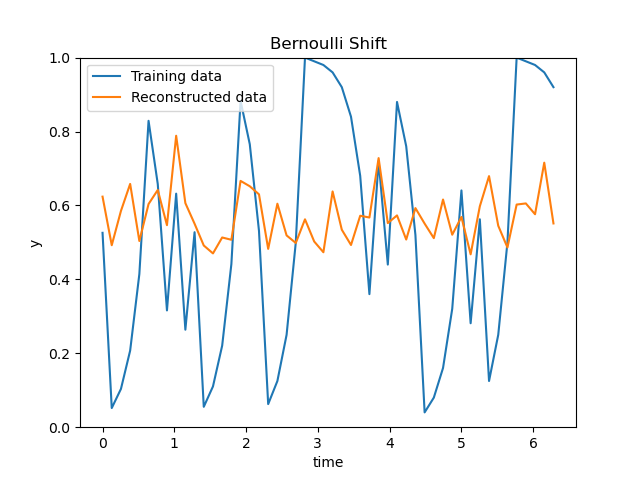 Bernoulli Shift
Training data
Reconstructed data
1.0
0.8
0.6
0.4
0.2
0.0
y
0 1 2 3 4 5 6
time